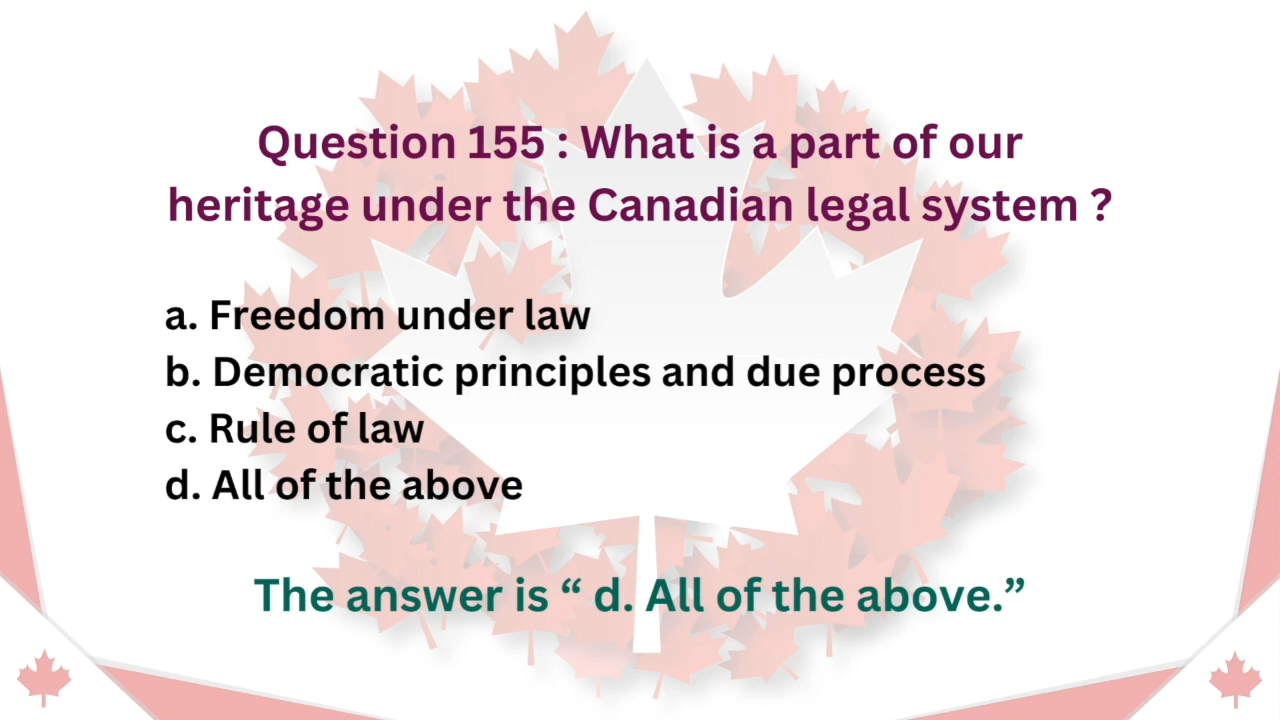 Question 155 : What is a part of our
heritage under the Canadian legal system ?
a. Freedom under law
b. Democratic principles and due process
c. Rule of law
d. All of the above
The answer is “ d. All of the above.”